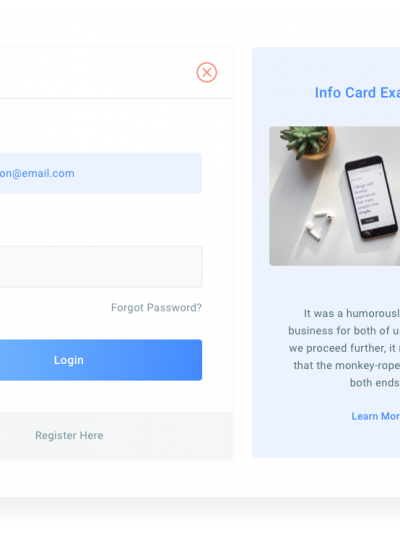 on@email.com
Forgot Password?
Login
Register Here
Info Card Exa
It was a humorousl
business for both of u
we proceed further, it
that the monkey-rope
both ends
Learn Mor